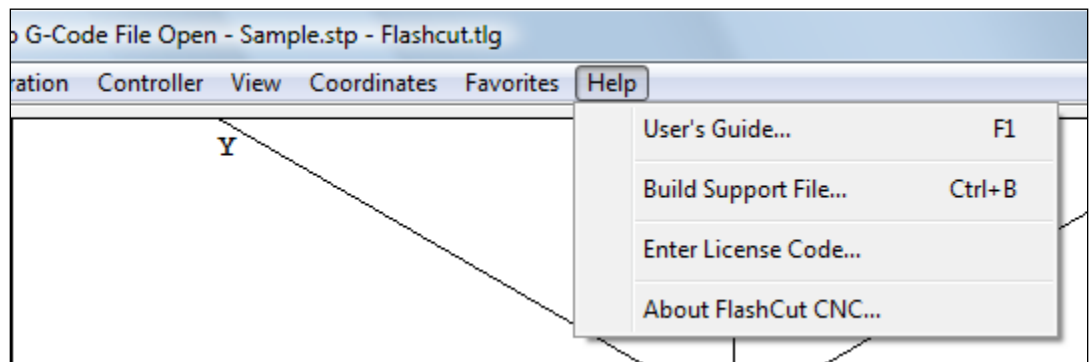 G-Code File Open - Sample.stp - Flashcut.tlg
ration Controller View Coordinates Favorites Help
Y
User's Guide... F1
Build Support File... Ctrl+B
Enter License Code...
About FlashCut CNC...